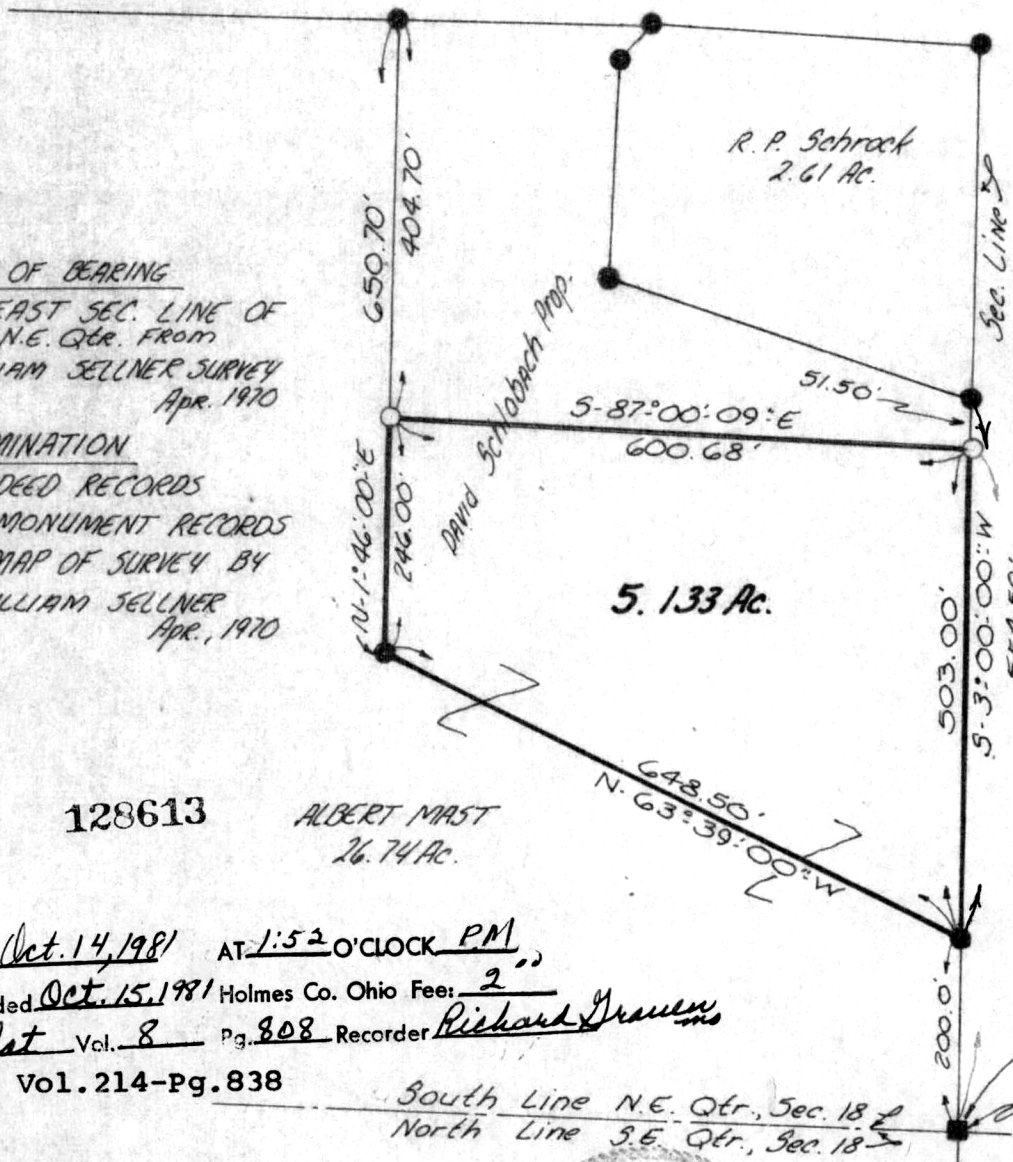 R.P. Schrock
2.61 AC.
Sec. Line
650.70'
404.70'
OF BEARING
EAST SEC. LINE OF
N.E. Qtr. FROM
IAM SELLNER SURVEY
Apr. 1970
MINATION
DEED RECORDS
MONUMENT RECORDS
MAP OF SURVEY BY
ILLIAM SELLNER
Apr., 1970
51.50'
S-87°:00':09"E
600.68'
DAVID Schlabach Prop.
N-1°:46':00"E
246.00'
5.133 Ac.
503.00'
S-3°:00':00"W
648.50'
N-63°:39':00"W
128613
ALBERT MAST
26.74 Ac.
Oct. 14, 1981 AT 1:52 O'CLOCK P.M
ded Oct. 15, 1981 Holmes Co. Ohio Fee: 2
at Vol. 8 Pg. 808 Recorder Richard Graven
Vol.214-Pg.838
200.0'
South Line N.E. Qtr., Sec. 18
North Line S.E. Qtr., Sec. 18